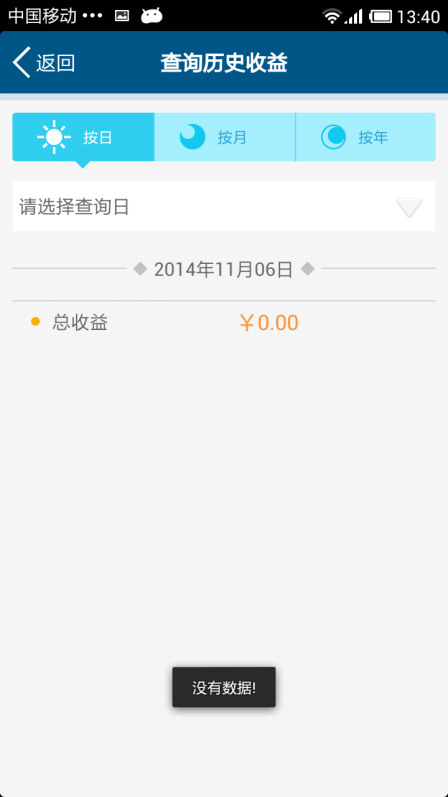 中国移动 ••• 13:40
返回 查询历史收益
按日 按月 按年
请选择查询日
2014年11月06日
总收益 ￥0.00
没有数据!